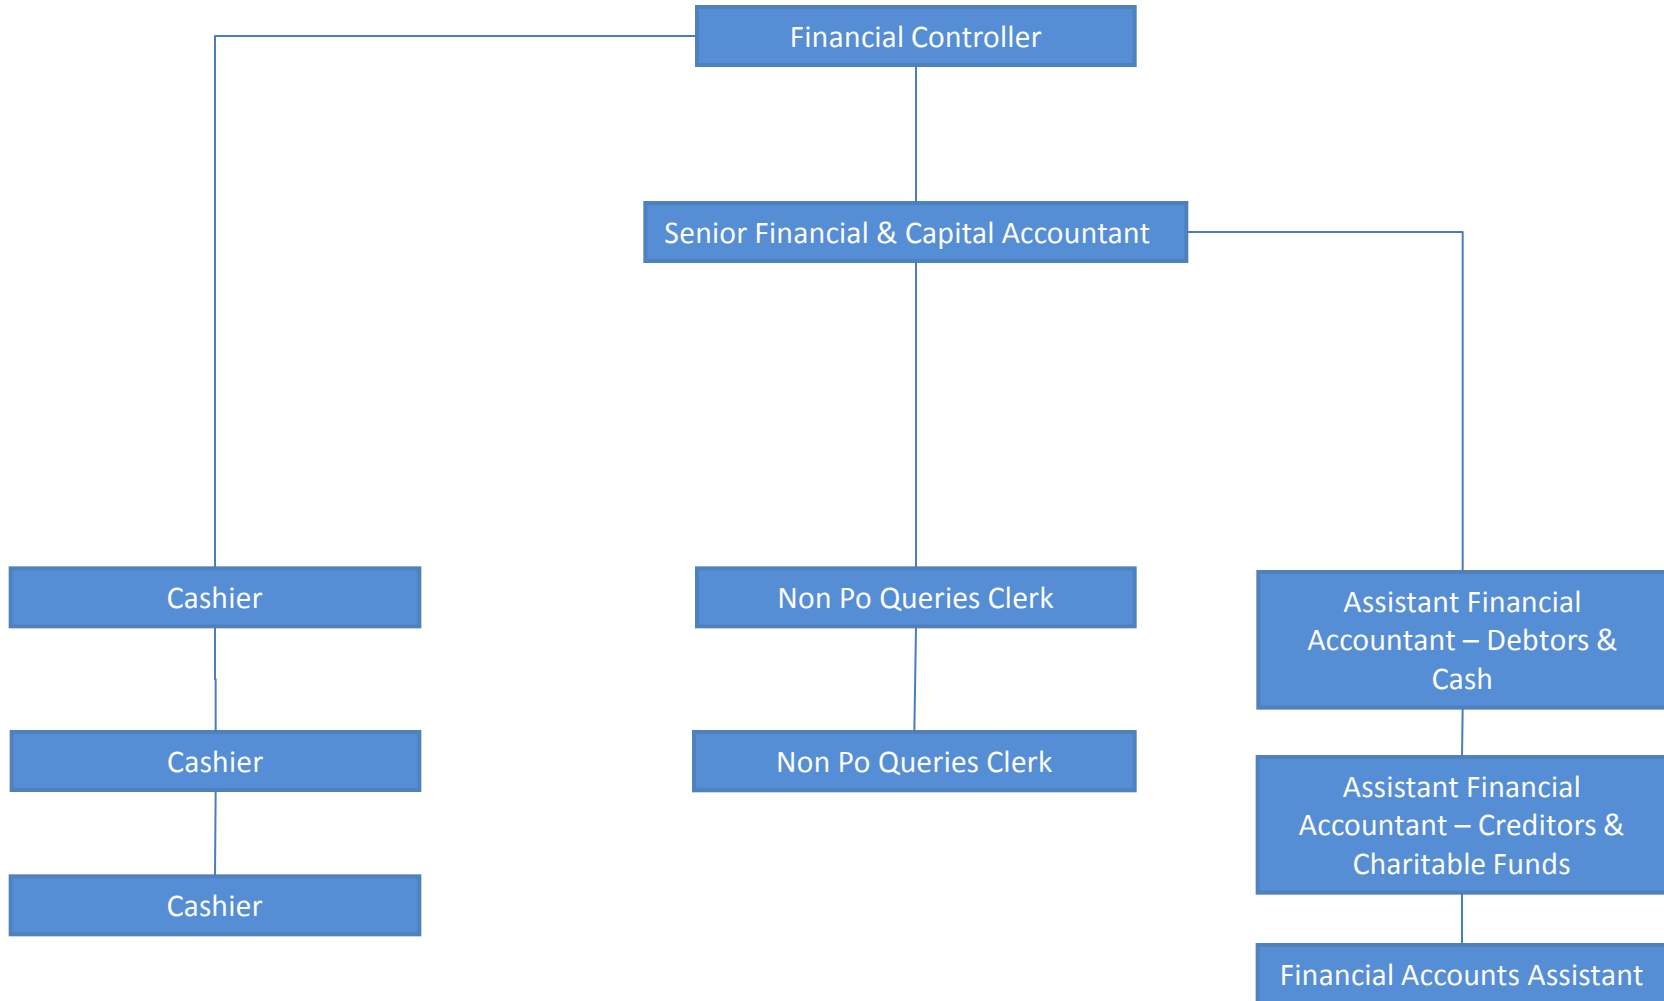 Financial Controller
Senior Financial & Capital Accountant
Cashier
Non Po Queries Clerk
Assistant Financial
Accountant – Debtors &
Cash
Cashier
Non Po Queries Clerk
Assistant Financial
Accountant – Creditors &
Charitable Funds
Cashier
Financial Accounts Assistant